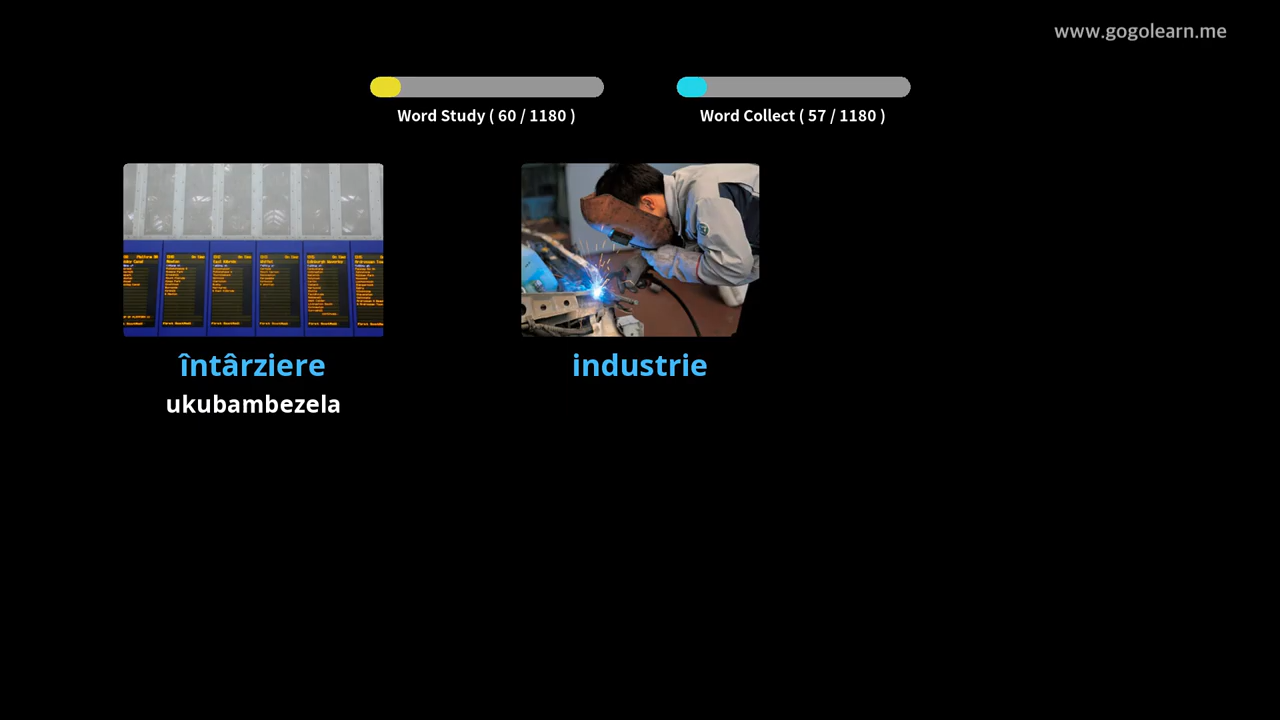 www.gogolearn.me
Word Study ( 60 / 1180 )
Word Collect ( 57 / 1180 )
întârziere
ukubambezela
industrie